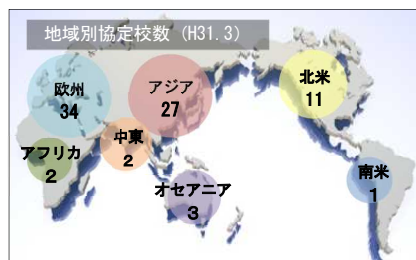 地域別協定校数（H31.3）
欧州
34
アジア
27
北米
11
中東
2
アフリカ
2
オセアニア
3
南米
1